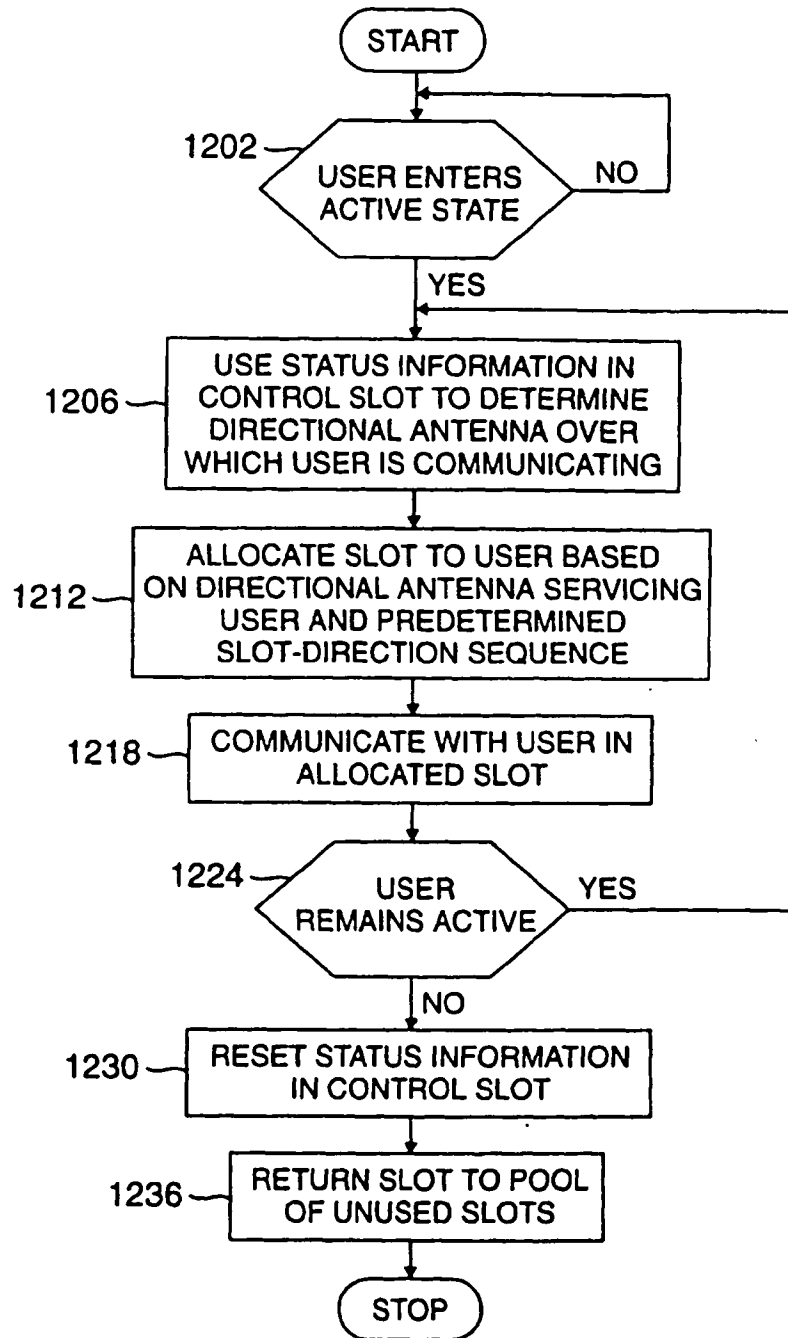 START
1202
USER ENTERS
ACTIVE STATE
NO
YES
1206
USE STATUS INFORMATION IN
CONTROL SLOT TO DETERMINE
DIRECTIONAL ANTENNA OVER
WHICH USER IS COMMUNICATING
1212
ALLOCATE SLOT TO USER BASED
ON DIRECTIONAL ANTENNA SERVICING
USER AND PREDETERMINED
SLOT-DIRECTION SEQUENCE
1218
COMMUNICATE WITH USER IN
ALLOCATED SLOT
1224
USER
REMAINS ACTIVE
YES
NO
1230
RESET STATUS INFORMATION
IN CONTROL SLOT
1236
RETURN SLOT TO POOL
OF UNUSED SLOTS
STOP